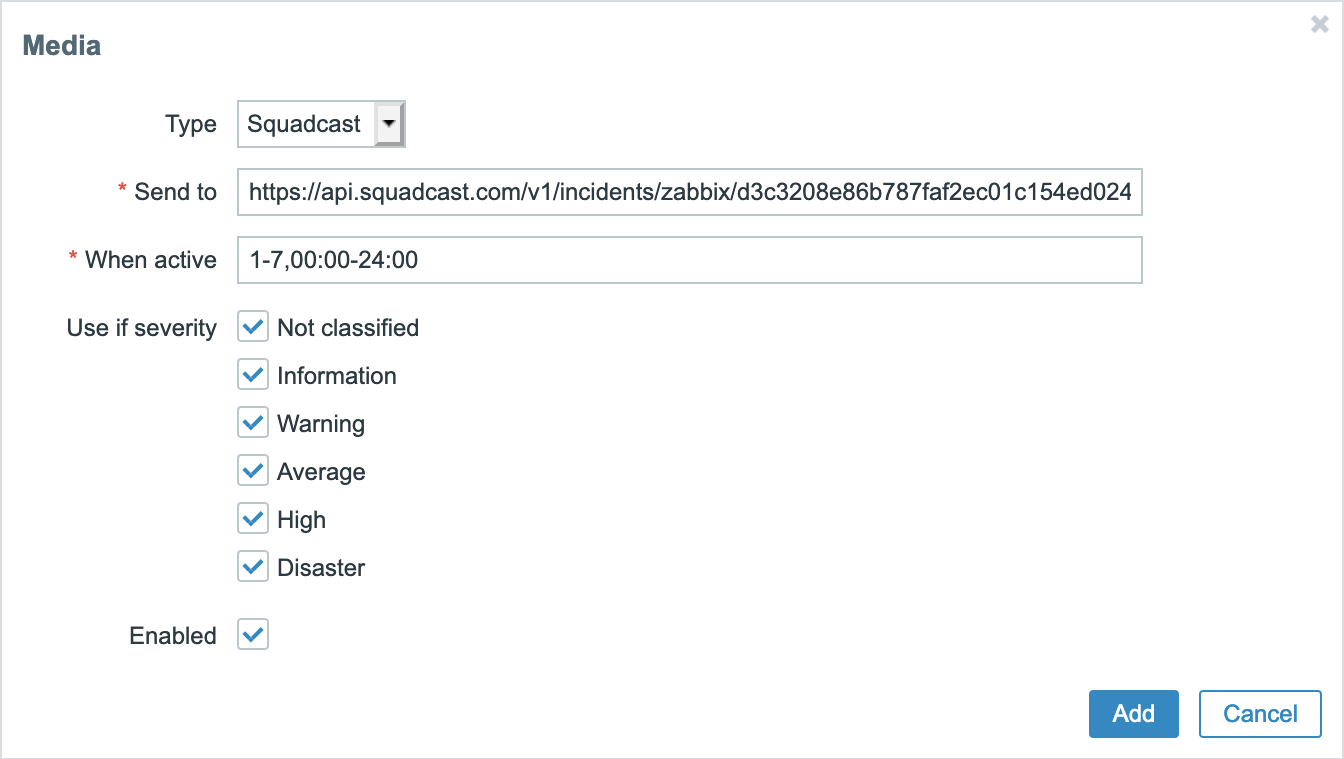 Media
Type Squadcast
* Send to https://api.squadcast.com/v1/incidents/zabbix/d3c3208e86b787faf2ec01c154ed024
* When active 1-7,00:00-24:00
Use if severity Not classified
Information
Warning
Average
High
Disaster
Enabled
Add Cancel